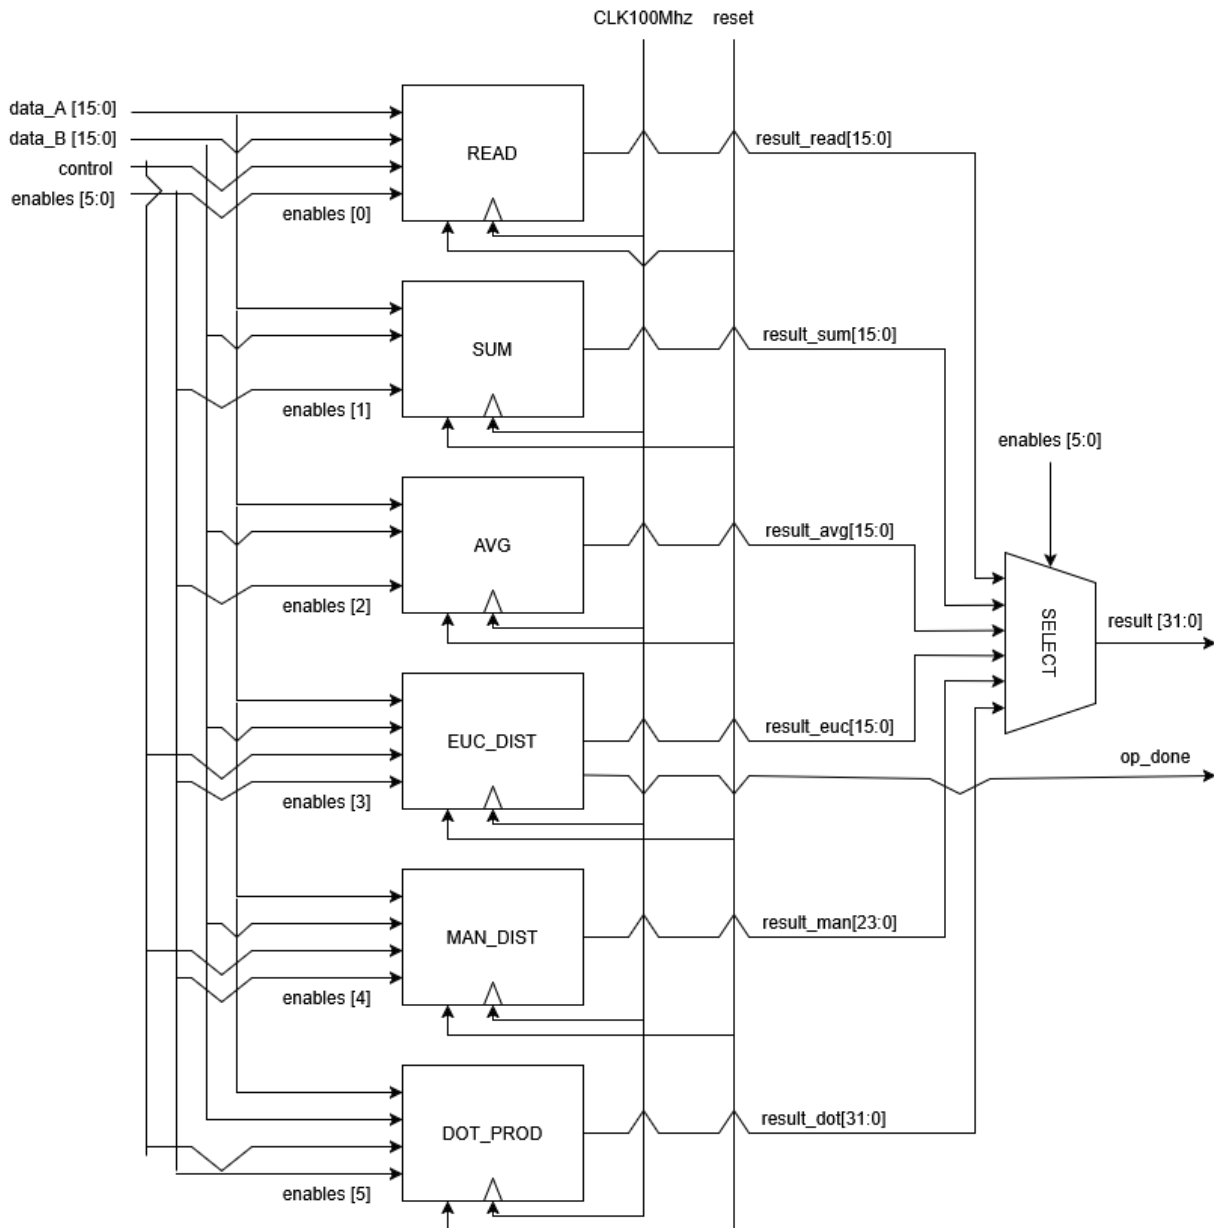 CLK100Mhz
reset
data_A [15:0]
data_B [15:0]
control
enables [5:0]
READ
result_read[15:0]
enables [0]
SUM
result_sum[15:0]
enables [1]
enables [5:0]
AVG
result_avg[15:0]
enables [2]
SELECT
result [31:0]
EUC_DIST
result_euc[15:0]
op_done
enables [3]
MAN_DIST
result_man[23:0]
enables [4]
DOT_PROD
result_dot[31:0]
enables [5]